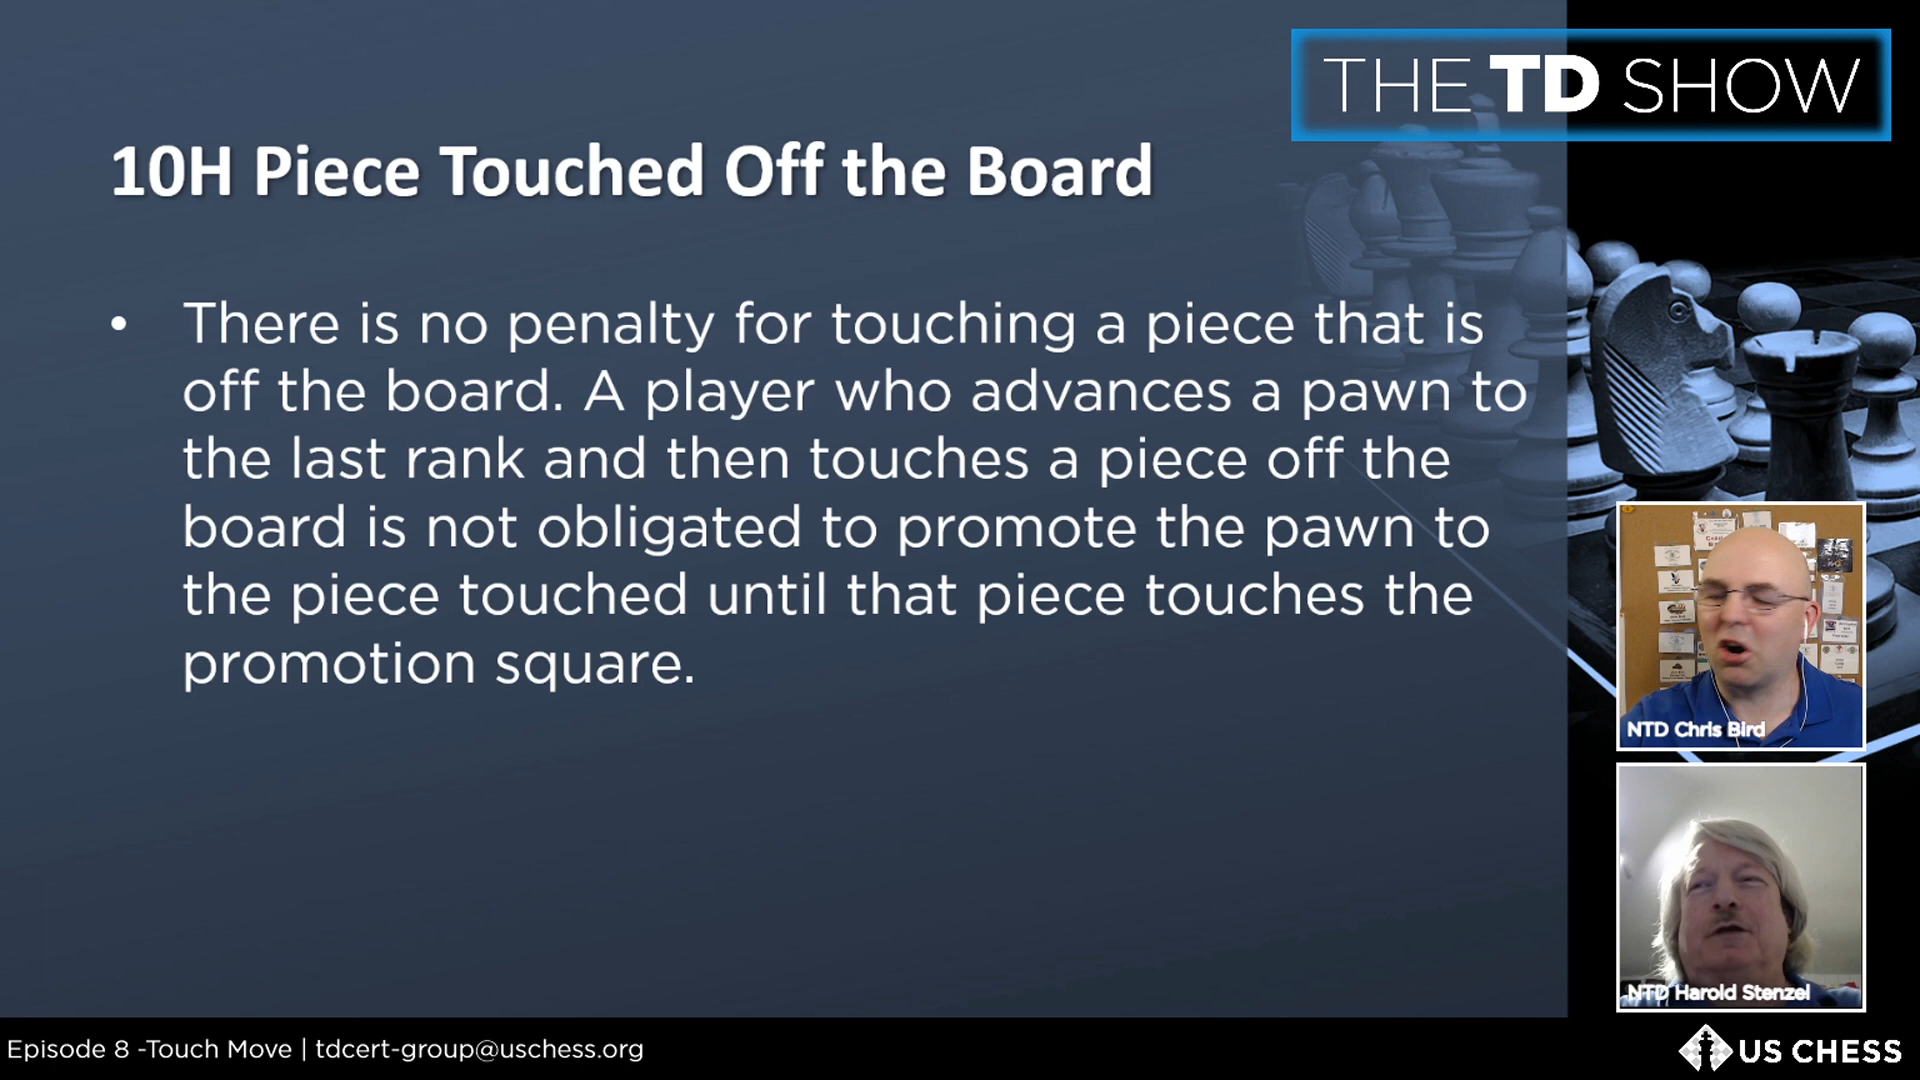 THE TD SHOW
10H Piece Touched Off the Board
• There is no penalty for touching a piece that is
off the board. A player who advances a pawn to
the last rank and then touches a piece off the
board is not obligated to promote the pawn to
the piece touched until that piece touches the
promotion square.
NTD Chris Bird
NTD Harold Stenzel
Episode 8 -Touch Move | tdcert-group@uschess.org
US CHESS